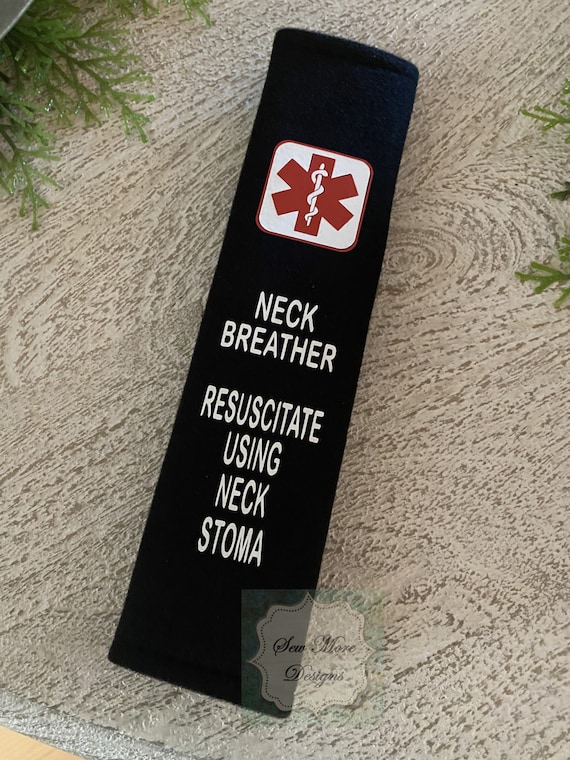 NECK
BREATHER
RESUSCITATE
USING
NECK
STOMA
Sew More
Designs